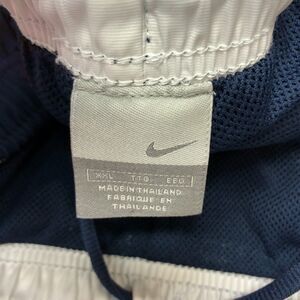 XXL TTG EEG
MADE IN THAILAND
FABRIQUE EN
THAILANDE